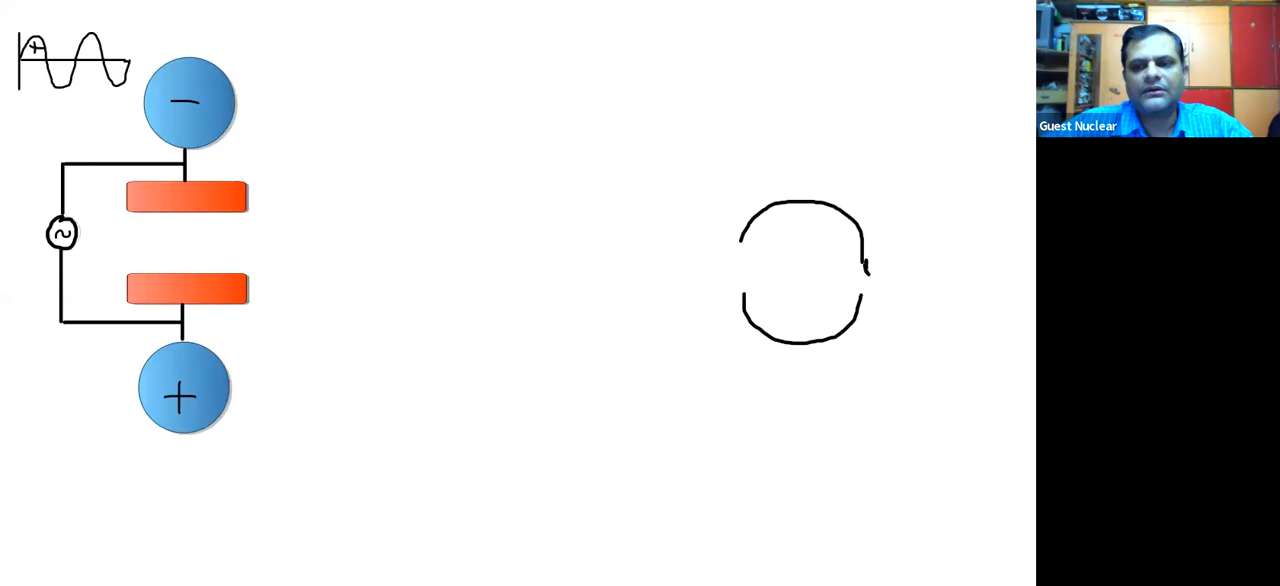 +
−
~
+
Guest Nuclear